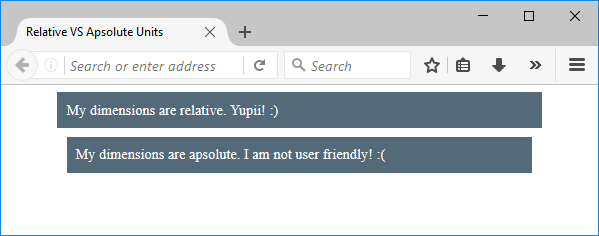 Relative VS Apsolute Units
Search or enter address
Search
My dimensions are relative. Yupii! :)
My dimensions are apsolute. I am not user friendly! :(